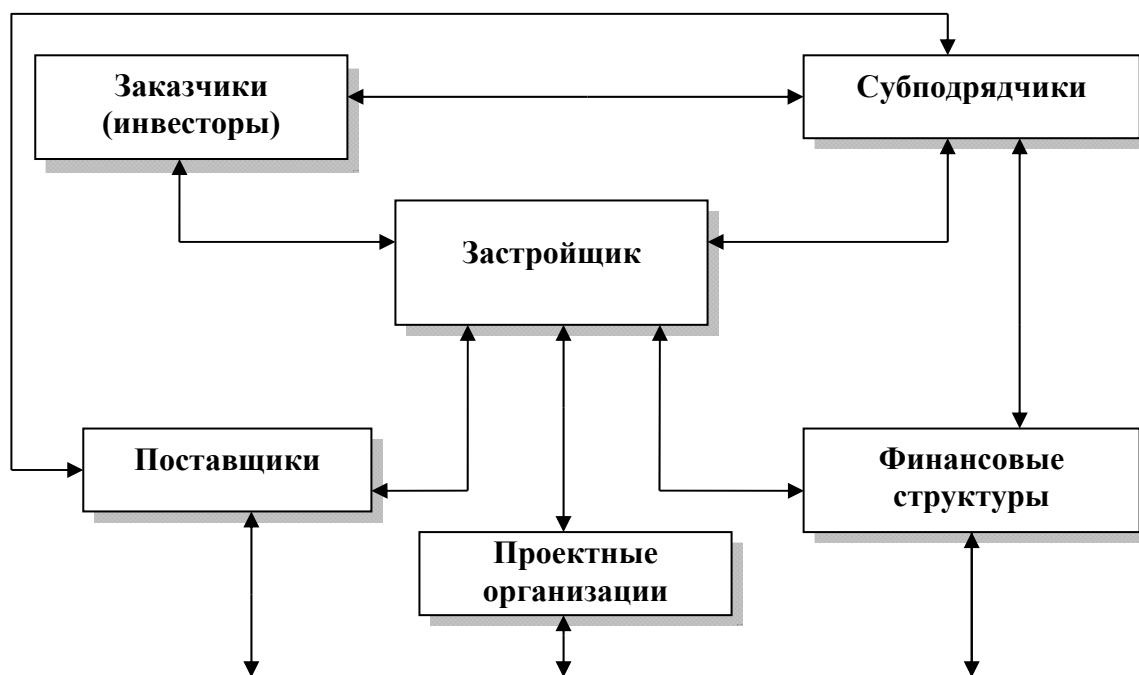 Заказчики
(инвесторы)
Субподрядчики
Застройщик
Поставщики
Финансовые
структуры
Проектные
организации